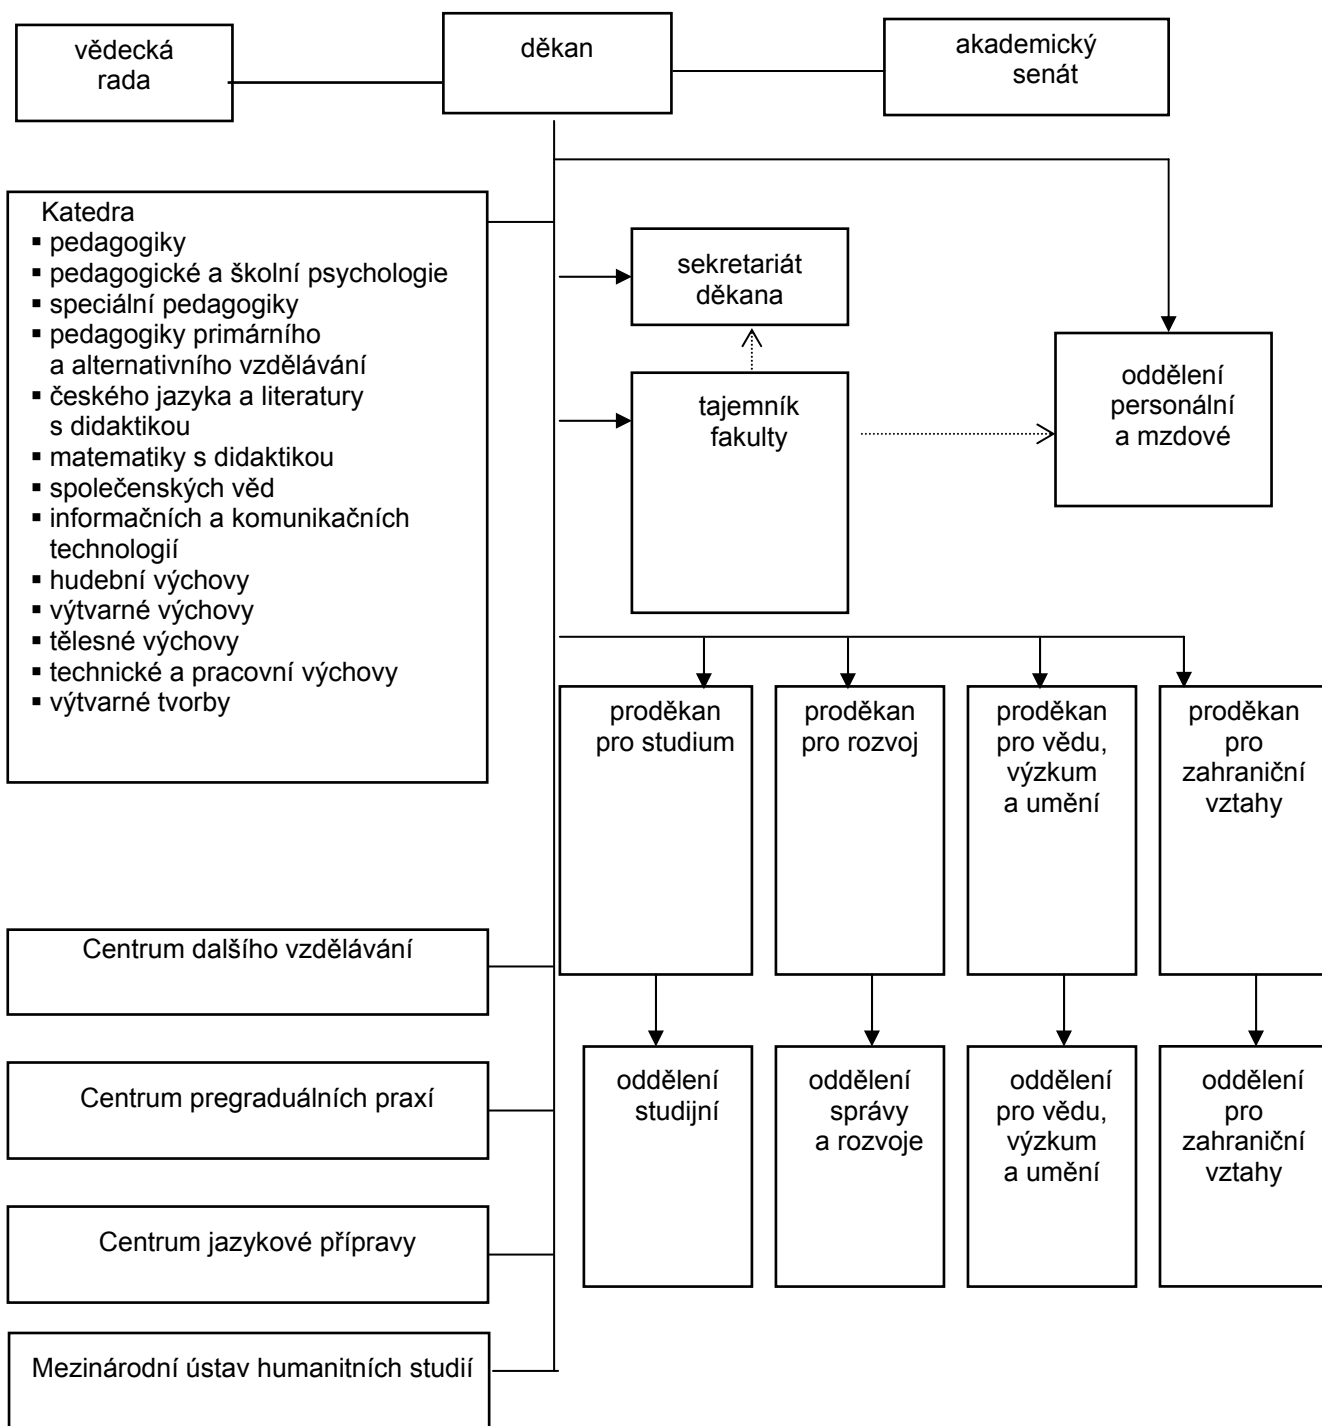 vědecká
rada
děkan
akademický
senát
Katedra
▪ pedagogiky
▪ pedagogické a školní psychologie
▪ speciální pedagogiky
▪ pedagogiky primárního
a alternativního vzdělávání
▪ českého jazyka a literatury
s didaktikou
▪ matematiky s didaktikou
▪ společenských věd
▪ informačních a komunikačních
technologií
▪ hudební výchovy
▪ výtvarné výchovy
▪ tělesné výchovy
▪ technické a pracovní výchovy
▪ výtvarné tvorby
sekretariát
děkana
tajemník
fakulty
oddělení
personální
a mzdové
proděkan
pro studium
proděkan
pro rozvoj
proděkan
pro vědu,
výzkum
a umění
proděkan
pro
zahraniční
vztahy
Centrum dalšího vzdělávání
Centrum pregraduálních praxí
Centrum jazykové přípravy
Mezinárodní ústav humanitních studií
oddělení
studijní
oddělení
správy
a rozvoje
oddělení
pro vědu,
výzkum
a umění
oddělení
pro
zahraniční
vztahy